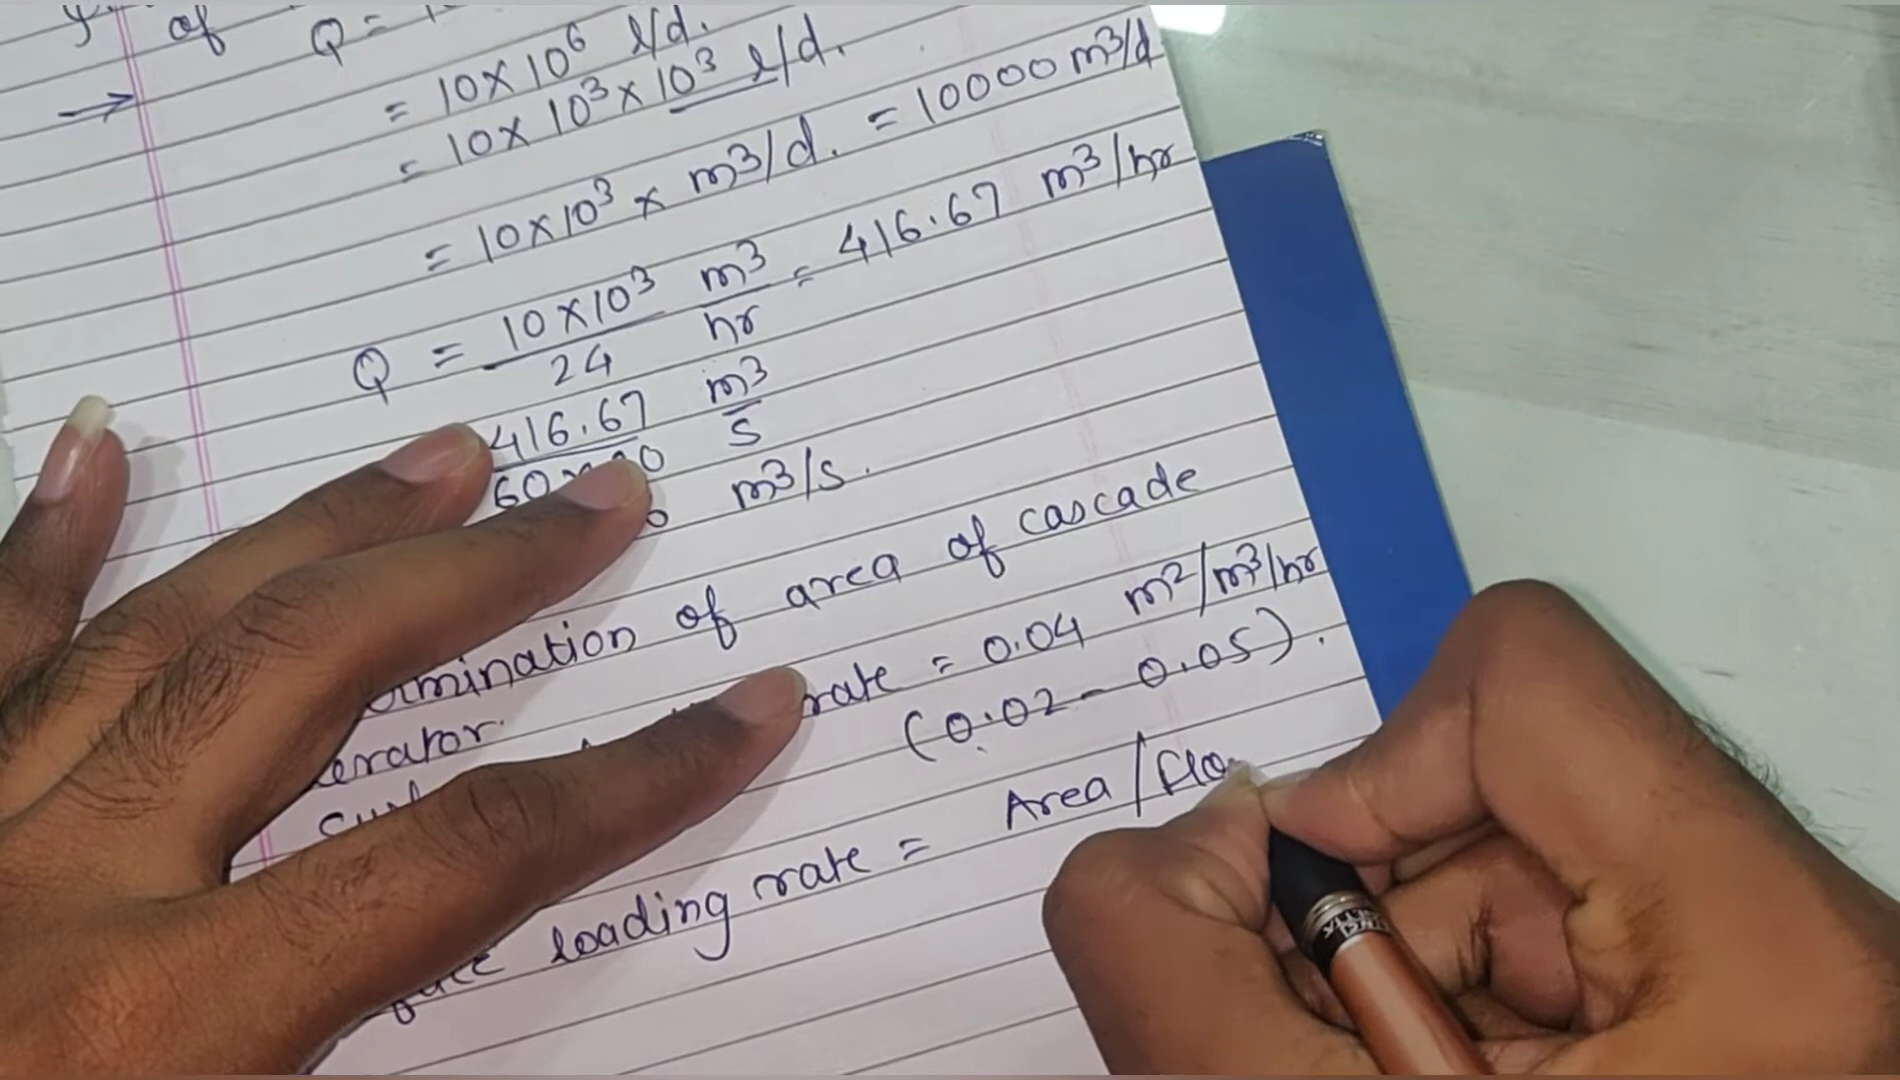 of Q =
= 10 × 10⁶ l/d.
→ = 10 × 10³ × 10³ l/d.
= 10×10³ × m³/d. = 10000 m³/d
Q = 10×10³/24 m³/hr = 416.67 m³/hr
416.67/60 m³/s
m³/s.
mination of area of cascade
erator.
rate = 0.04 m²/m³/hr
(0.02 - 0.05).
loading rate = Area/Flo